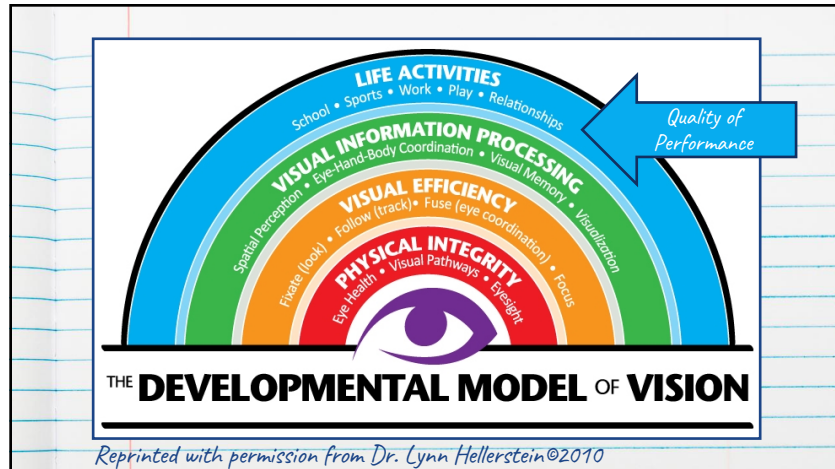 LIFE ACTIVITIES
School • Sports • Work • Play • Relationships
Quality of
Performance
VISUAL INFORMATION PROCESSING
Spatial Perception • Eye-Hand-Body Coordination • Visual Memory • Visualization
VISUAL EFFICIENCY
Fixate (look) • Follow (track) • Fuse (eye coordination) • Focus
PHYSICAL INTEGRITY
Eye Health • Visual Pathways • Eyesight
THE DEVELOPMENTAL MODEL OF VISION
Reprinted with permission from Dr. Lynn Hellerstein©2010